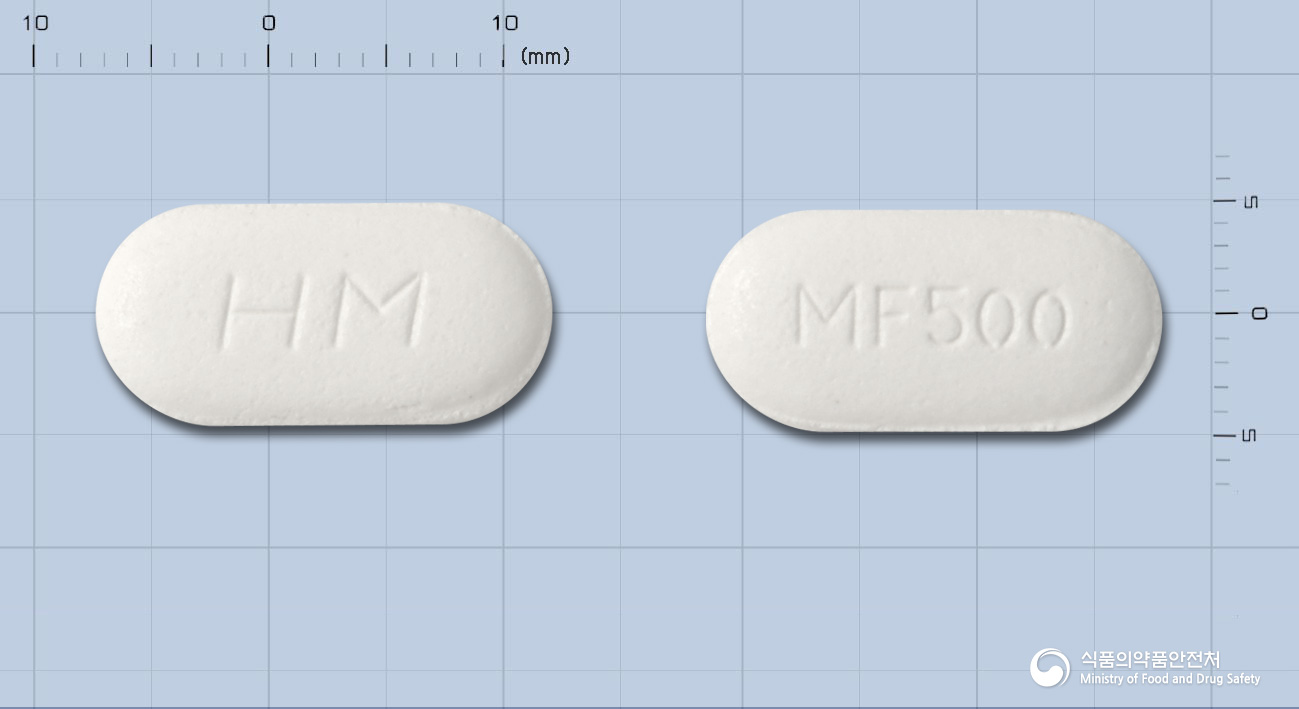 10 0 10
(mm)
HM
MF500
5
0
5
식품의약품안전처
Ministry of Food and Drug Safety